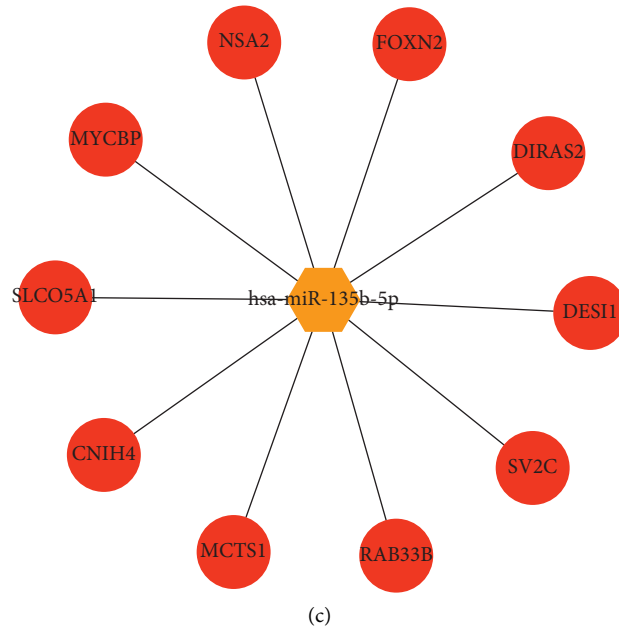 NSA2
FOXN2
MYCBP
DIRAS2
SLCO5A1
hsa-miR-135b-5p
DESI1
CNIH4
SV2C
MCTS1
RAB33B
(c)